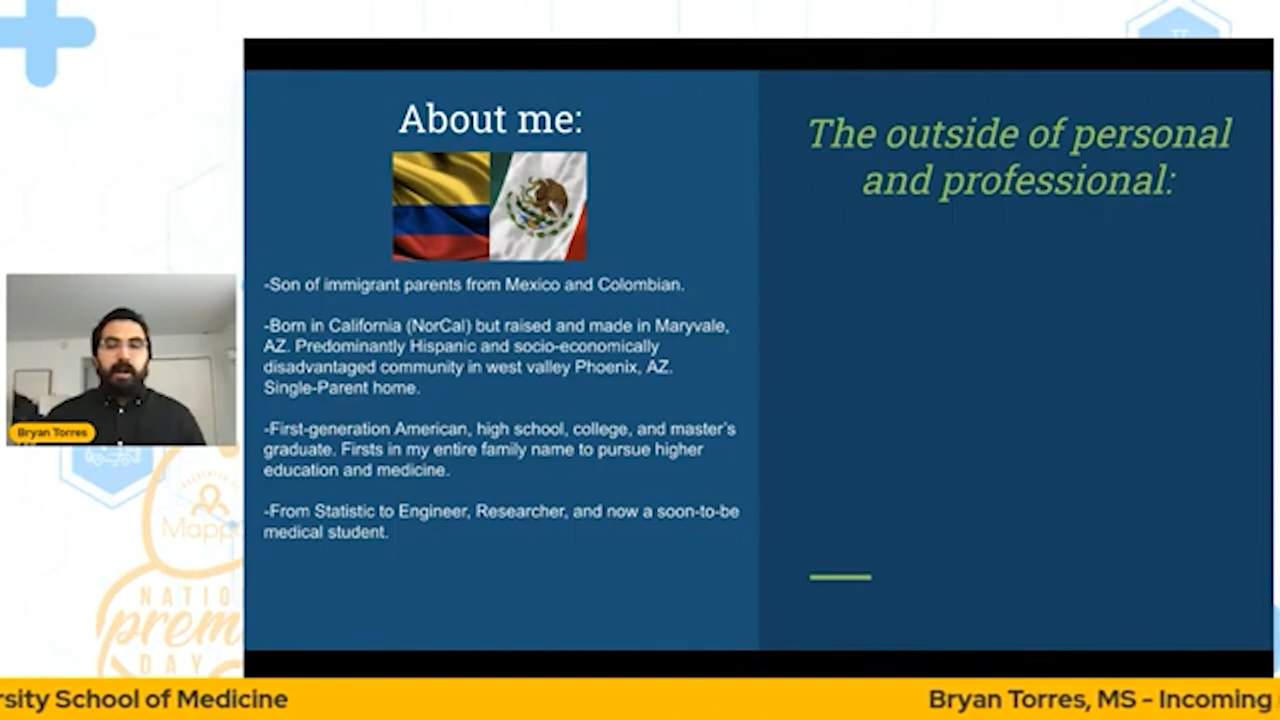 About me:
-Son of immigrant parents from Mexico and Colombian.
-Born in California (NorCal) but raised and made in Maryvale,
AZ. Predominantly Hispanic and socio-economically
disadvantaged community in west valley Phoenix, AZ.
Single-Parent home.
-First-generation American, high school, college, and master's
graduate. Firsts in my entire family name to pursue higher
education and medicine.
-From Statistic to Engineer, Researcher, and now a soon-to-be
medical student.
The outside of personal
and professional:
Bryan Torres
Mapp
NATIO
prem
DAY
rsity School of Medicine
Bryan Torres, MS - Incoming